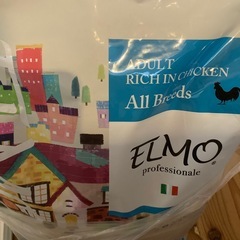 ADULT
RICH IN CHICKEN
All Breeds
ELMO
professionale